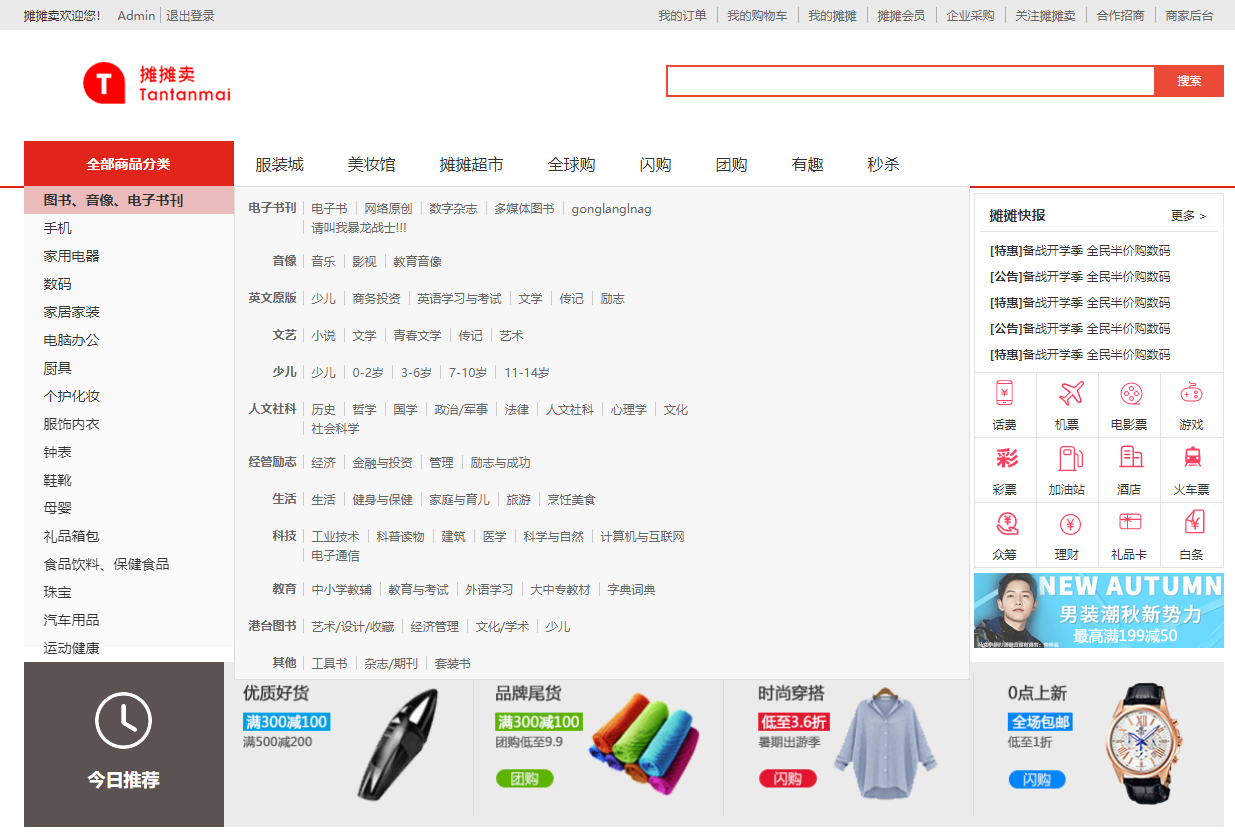 摊摊卖欢迎您! Admin 退出登录 我的订单 我的购物车 我的摊摊 摊摊会员 企业采购 关注摊摊卖 合作招商 商家后台
T 摊摊卖
Tantanmai
搜索
全部商品分类 服装城 美妆馆 摊摊超市 全球购 闪购 团购 有趣 秒杀
图书、音像、电子书刊
手机
家用电器
数码
家居家装
电脑办公
厨具
个护化妆
服饰内衣
钟表
鞋靴
母婴
礼品箱包
食品饮料、保健食品
珠宝
汽车用品
运动健康
电子书刊 电子书 网络原创 数字杂志 多媒体图书 gonglanglnag
请叫我暴龙战士!!!
音像 音乐 影视 教育音像
英文原版 少儿 商务投资 英语学习与考试 文学 传记 励志
文艺 小说 文学 青春文学 传记 艺术
少儿 少儿 0-2岁 3-6岁 7-10岁 11-14岁
人文社科 历史 哲学 国学 政治/军事 法律 人文社科 心理学 文化
社会科学
经管励志 经济 金融与投资 管理 励志与成功
生活 生活 健身与保健 家庭与育儿 旅游 烹饪美食
科技 工业技术 科普读物 建筑 医学 科学与自然 计算机与互联网
电子通信
教育 中小学教辅 教育与考试 外语学习 大中专教材 字典词典
港台图书 艺术/设计/收藏 经济管理 文化/学术 少儿
其他 工具书 杂志/期刊 套装书
摊摊快报 更多 >
[特惠]备战开学季 全民半价购数码
[公告]备战开学季 全民半价购数码
[特惠]备战开学季 全民半价购数码
[公告]备战开学季 全民半价购数码
[特惠]备战开学季 全民半价购数码
话费 机票 电影票 游戏
彩
彩票 加油站 酒店 火车票
众筹 理财 礼品卡 白条
NEW AUTUMN
男装潮秋新势力
最高满199减50
今日推荐
优质好货
满300减100
满500减200
品牌尾货
满300减100
团购低至9.9
团购
时尚穿搭
低至3.6折
暑期出游季
闪购
0点上新
全场包邮
低至1折
闪购